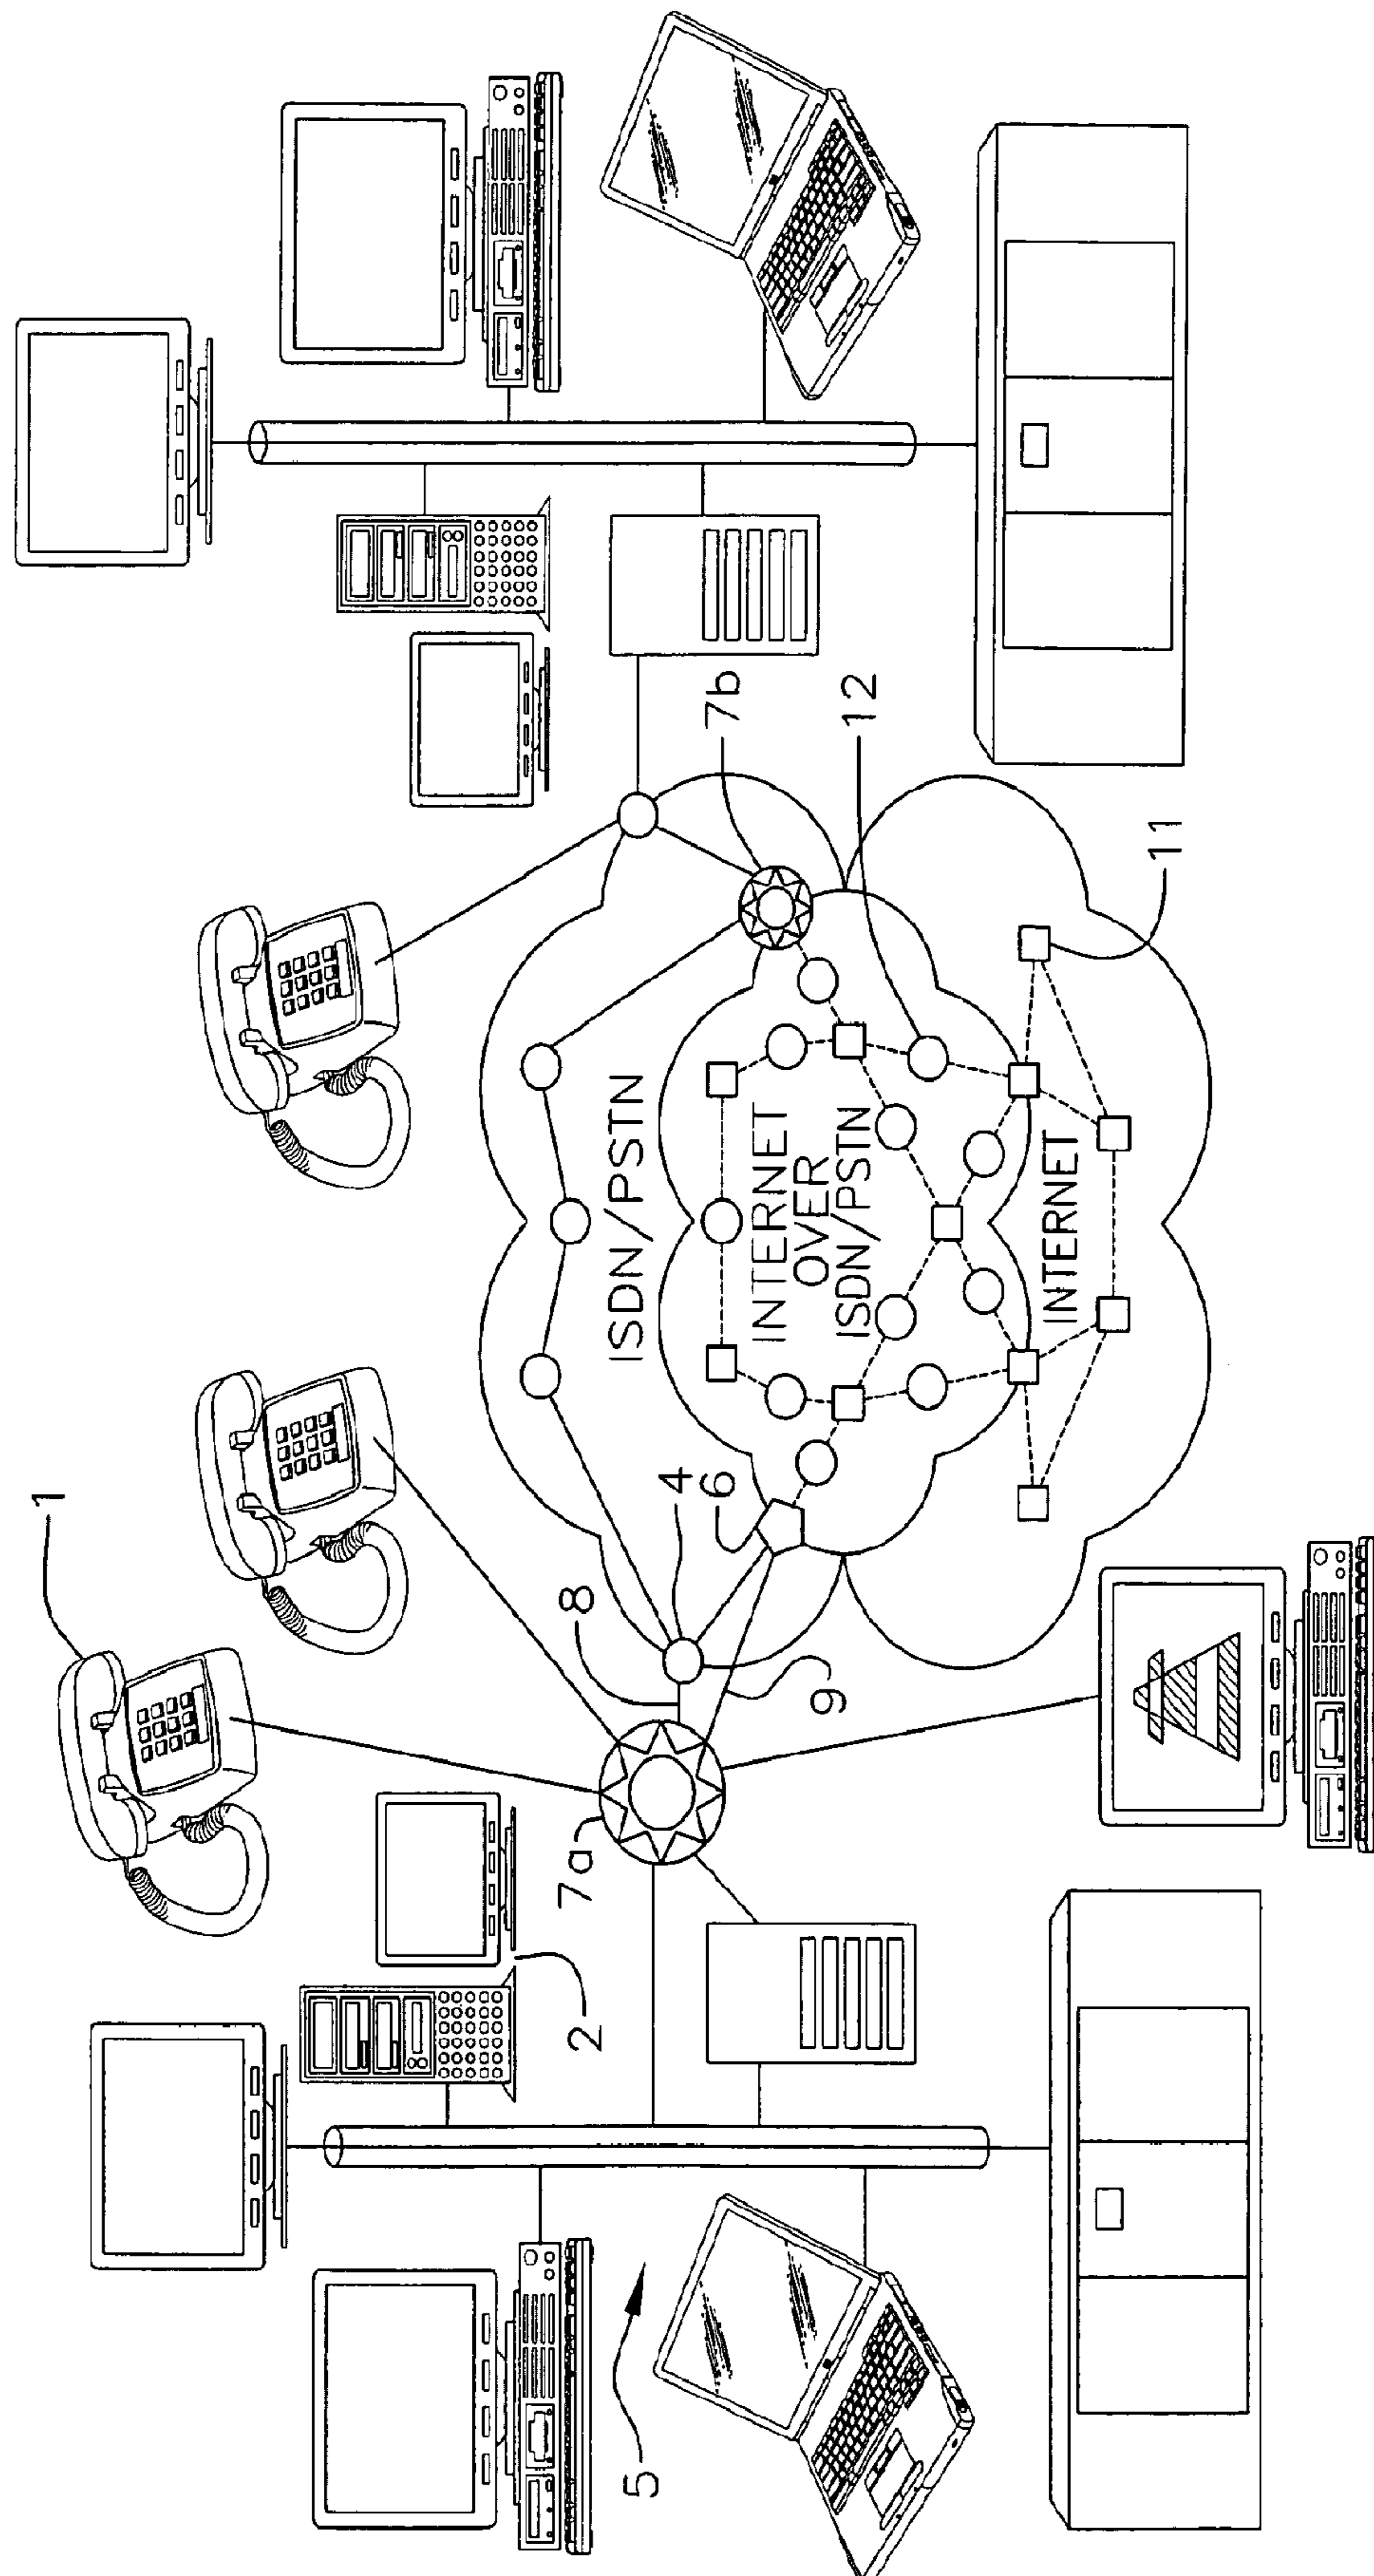 1
8
4
6
ISDN/PSTN
7b
12
2
7a
9
INTERNET
OVER
ISDN/PSTN
5
INTERNET
11